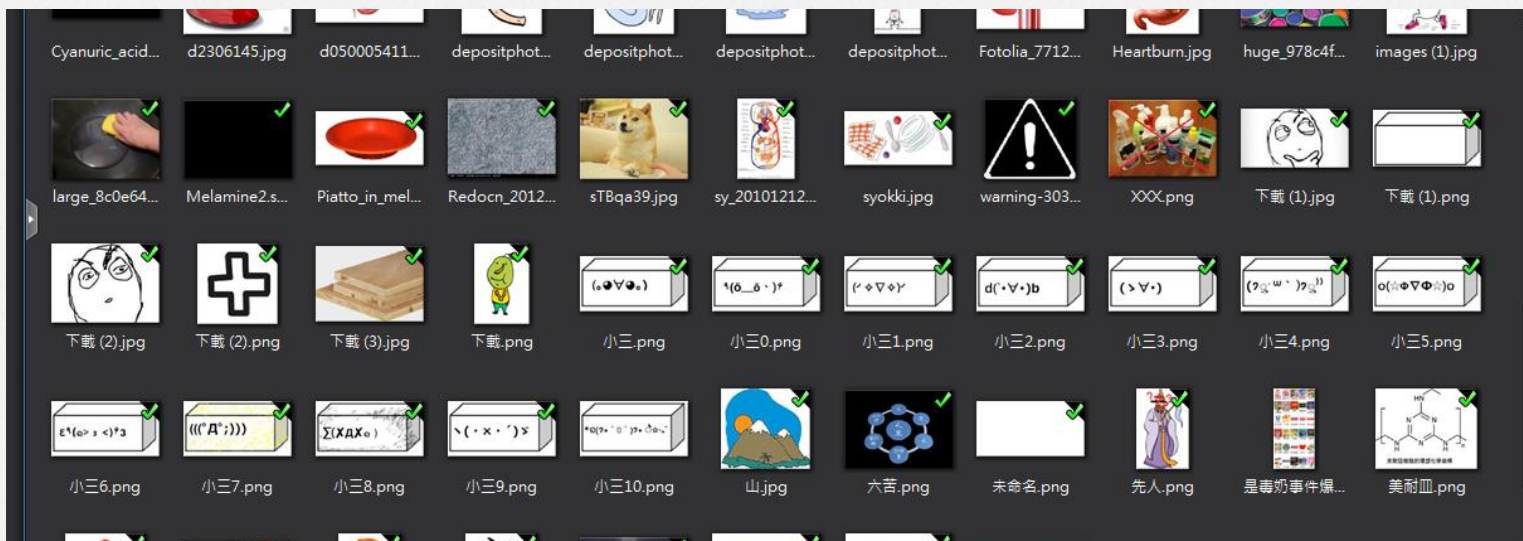 Cyanuric_acid... d2306145.jpg d050005411... depositphot... depositphot... depositphot... depositphot... Fotolia_7712... Heartburn.jpg huge_978c4f... images (1).jpg
large_8c0e64... Melamine2.s... Piatto_in_mel... Redocn_2012... sTBqa39.jpg sy_20101212... syokki.jpg warning-303... XXX.png 下載 (1).jpg 下載 (1).png
下載 (2).jpg 下載 (2).png 下載 (3).jpg 下載.png 小三.png 小三0.png 小三1.png 小三2.png 小三3.png 小三4.png 小三5.png
小三6.png 小三7.png 小三8.png 小三9.png 小三10.png 山.jpg 六苦.png 未命名.png 先人.png 是毒奶事件爆... 美耐皿.png